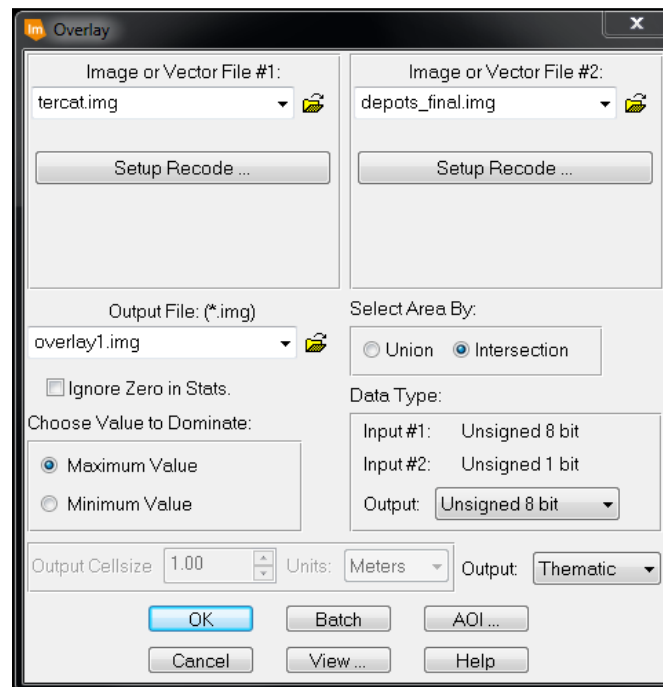 Im Overlay x
Image or Vector File #1:
tercat.img
Setup Recode ...
Image or Vector File #2:
depots_final.img
Setup Recode ...
Output File: (*.img)
overlay1.img
Ignore Zero in Stats.
Choose Value to Dominate:
Maximum Value
Minimum Value
Select Area By:
Union Intersection
Data Type:
Input #1: Unsigned 8 bit
Input #2: Unsigned 1 bit
Output: Unsigned 8 bit
Output Cellsize 1.00 Units: Meters Output: Thematic
OK Batch AOI ...
Cancel View ... Help